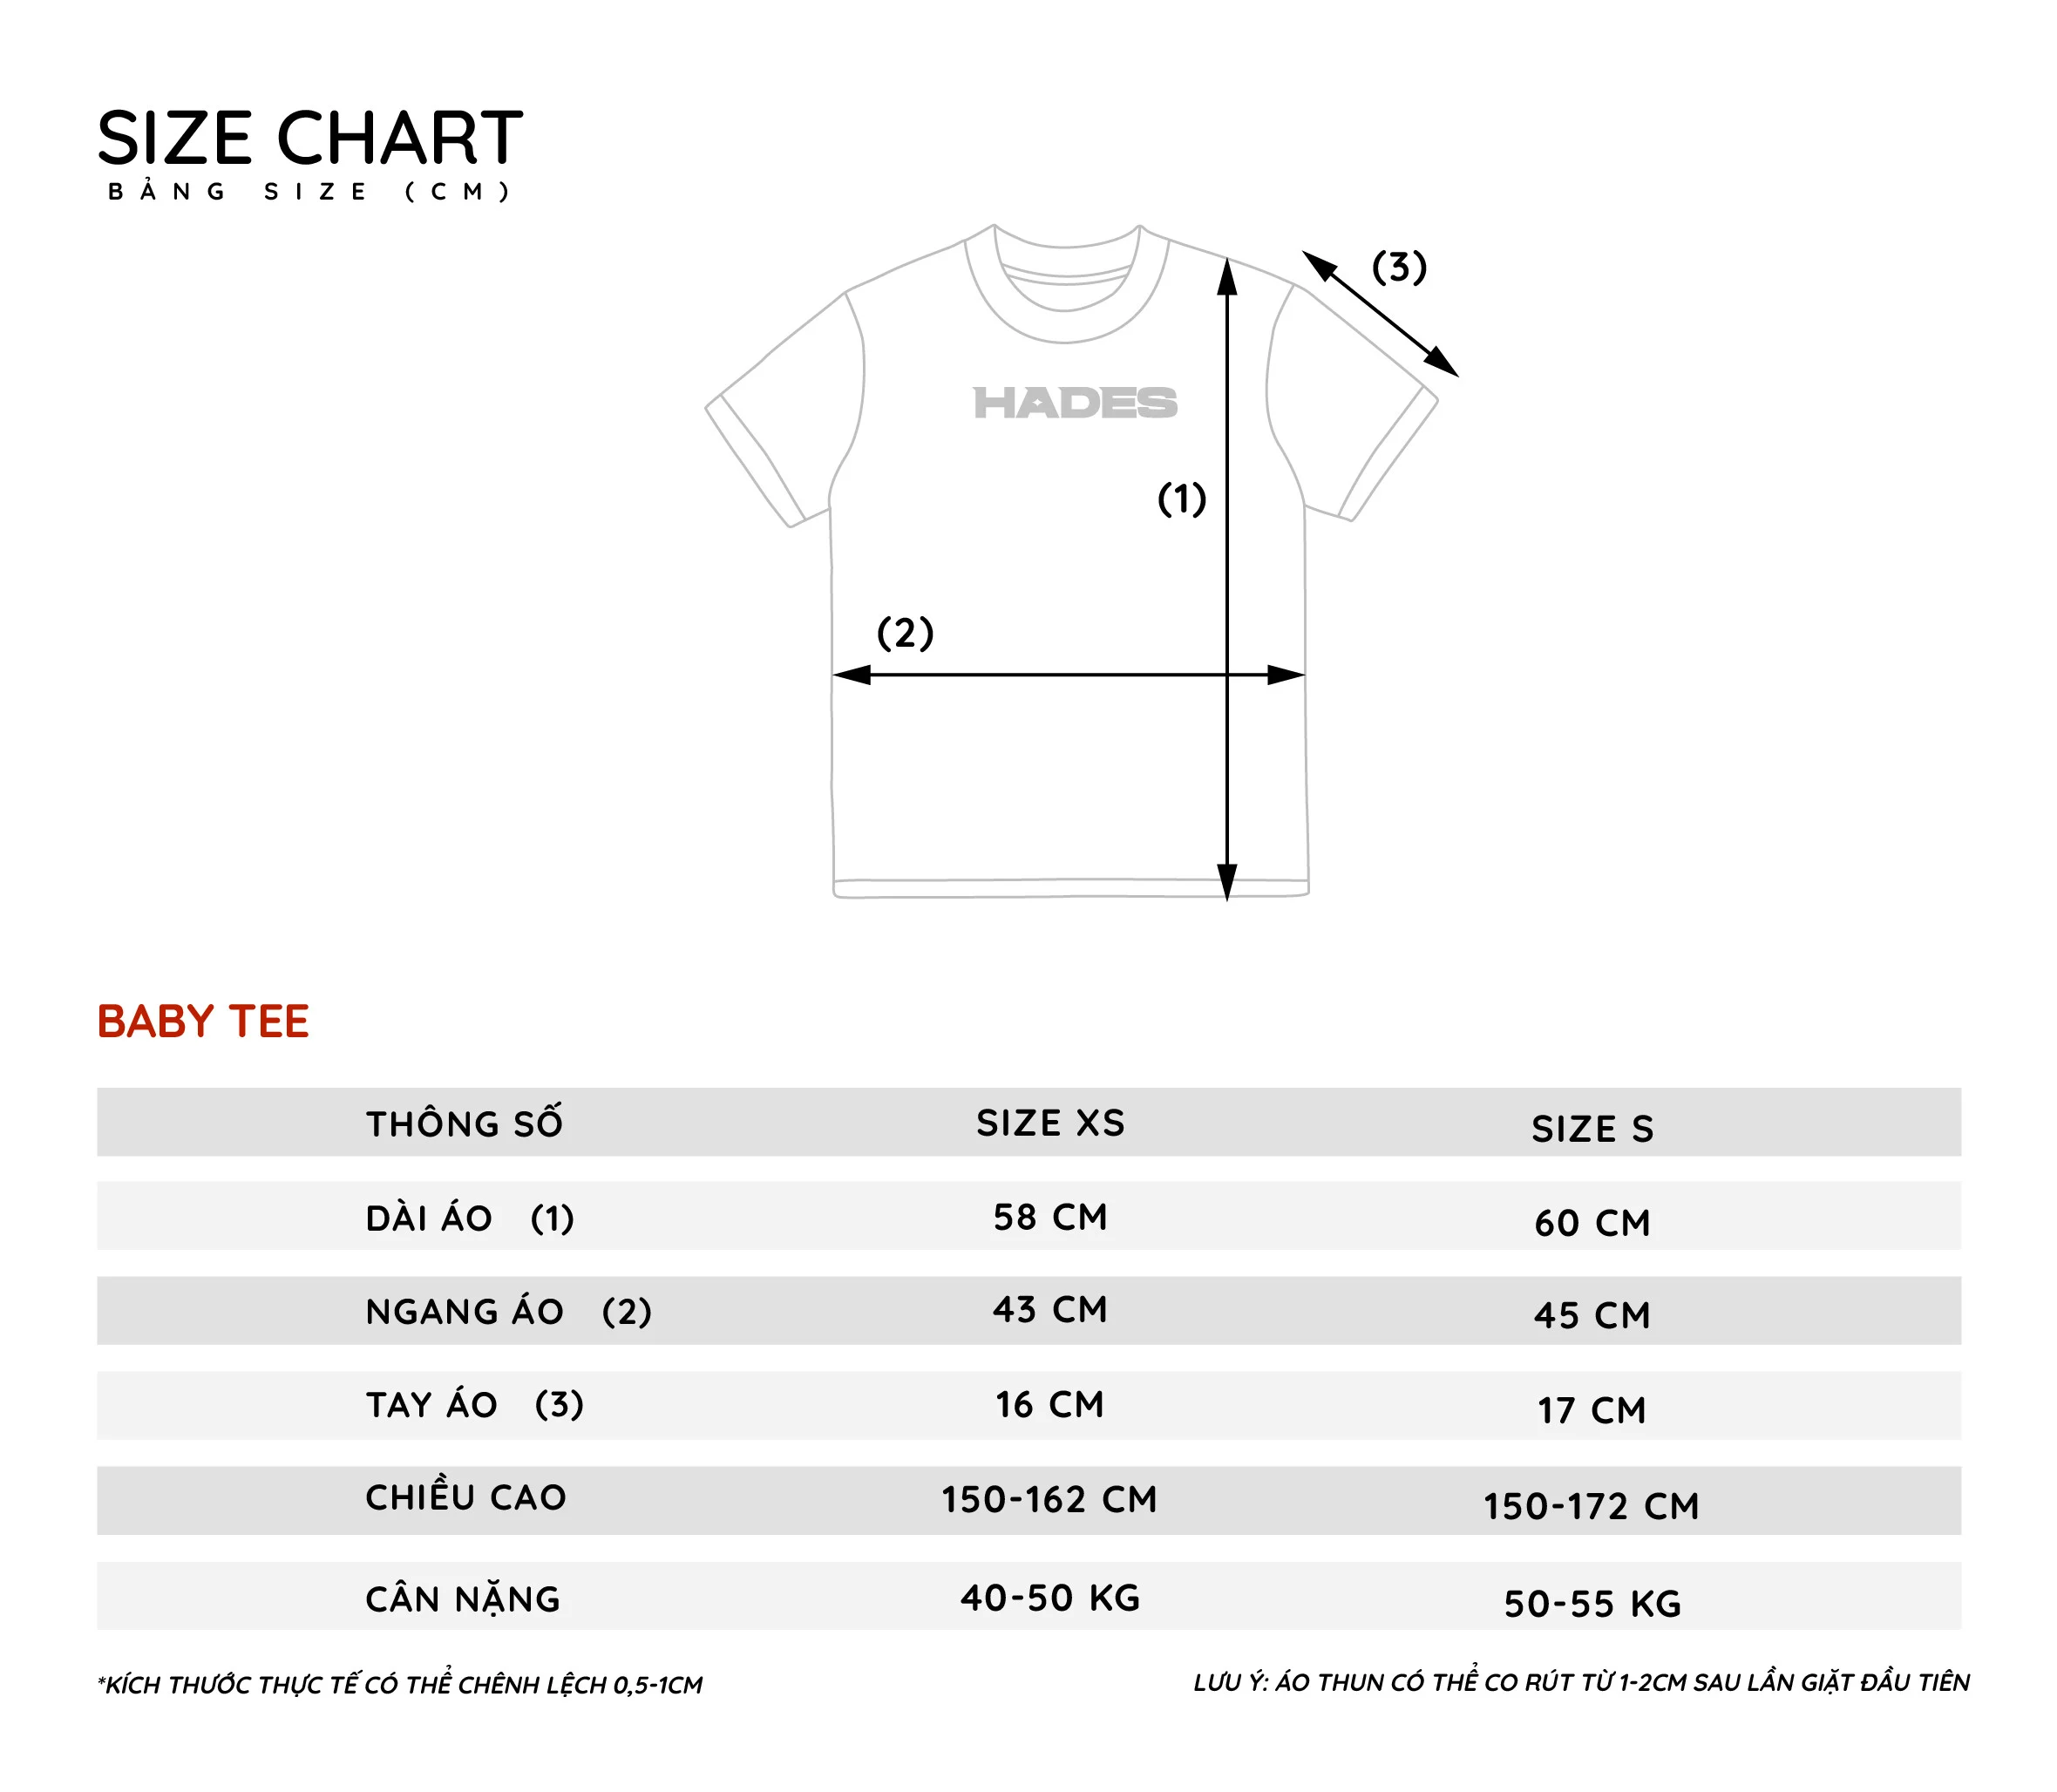 SIZE CHART
BẢNG SIZE (CM)
(3)
HADES
(1)
(2)
BABY TEE
THÔNG SỐ SIZE XS SIZE S
DÀI ÁO (1) 58 CM 60 CM
NGANG ÁO (2) 43 CM 45 CM
TAY ÁO (3) 16 CM 17 CM
CHIỀU CAO 150-162 CM 150-172 CM
CÂN NẶNG 40-50 KG 50-55 KG
*KÍCH THƯỚC THỰC TẾ CÓ THỂ CHÊNH LỆCH 0,5-1CM
LƯU Ý: ÁO THUN CÓ THỂ CO RÚT TỪ 1-2CM SAU LẦN GIẶT ĐẦU TIÊN